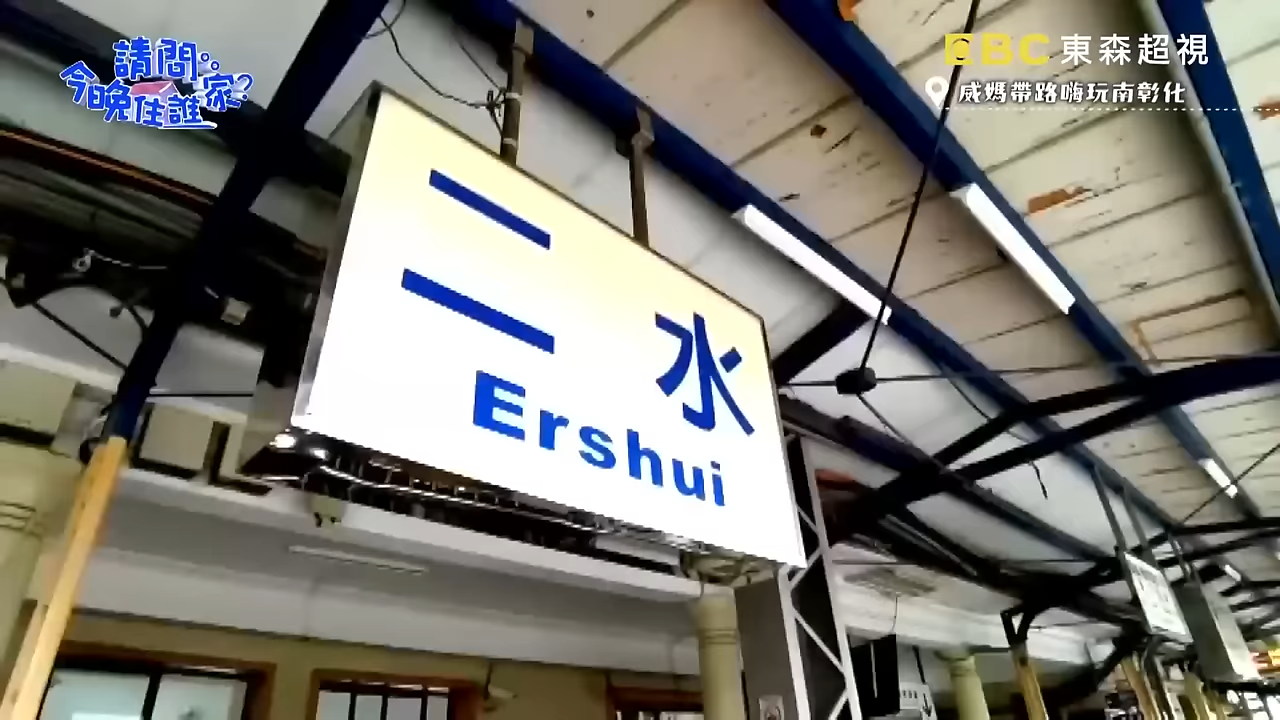 請問
今晚住誰家?
EBC 東森超視
威媽帶路嗨玩南彰化
二水
Ershui